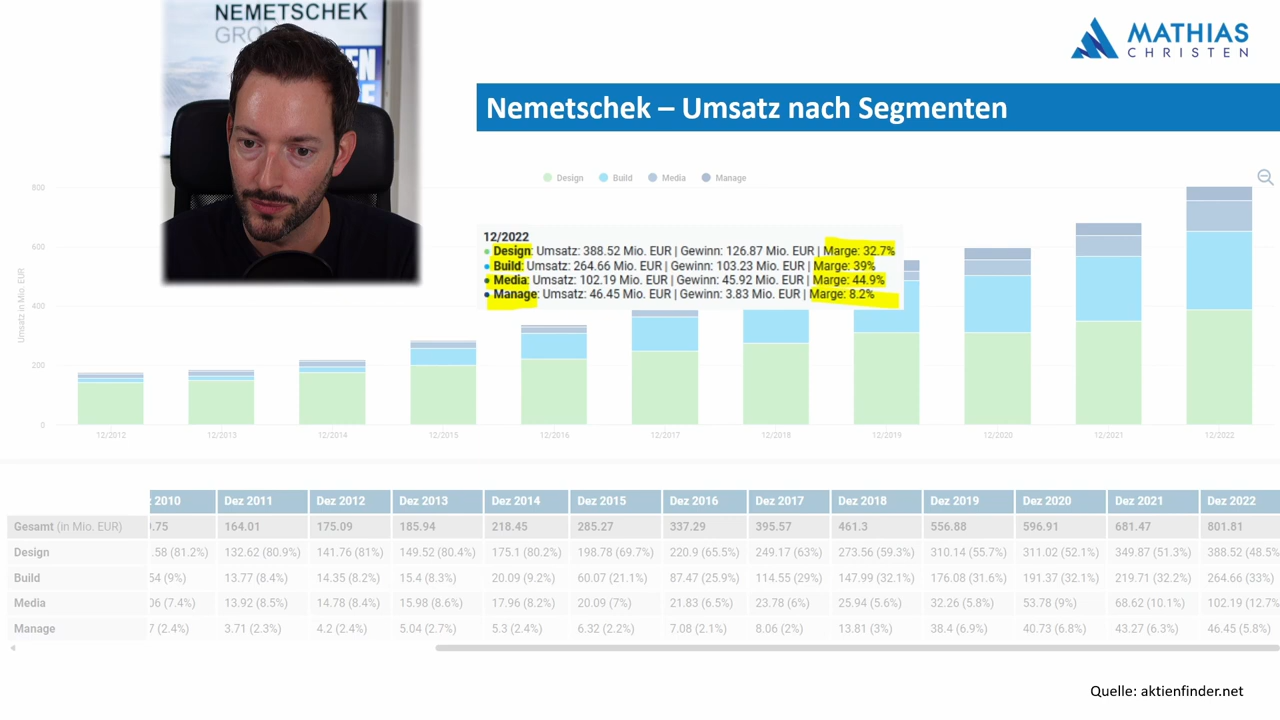 NEMETSCHEK
GROU
EN
E
MATHIAS
CHRISTEN
Nemetschek – Umsatz nach Segmenten
Design Build Media Manage
12/2022
Design: Umsatz: 388.52 Mio. EUR | Gewinn: 126.87 Mio. EUR | Marge: 32.7%
Build: Umsatz: 264.66 Mio. EUR | Gewinn: 103.23 Mio. EUR | Marge: 39%
Media: Umsatz: 102.19 Mio. EUR | Gewinn: 45.92 Mio. EUR | Marge: 44.9%
Manage: Umsatz: 46.45 Mio. EUR | Gewinn: 3.83 Mio. EUR | Marge: 8.2%
Umsatz in Mio. EUR
800
600
400
200
0
12/2012 12/2013 12/2014 12/2015 12/2016 12/2017 12/2018 12/2019 12/2020 12/2021 12/2022
2010 Dez 2011 Dez 2012 Dez 2013 Dez 2014 Dez 2015 Dez 2016 Dez 2017 Dez 2018 Dez 2019 Dez 2020 Dez 2021 Dez 2022
Gesamt (in Mio. EUR) .75 164.01 175.09 185.94 218.45 285.27 337.29 395.57 461.3 556.88 596.91 681.47 801.81
Design .58 (81.2%) 132.62 (80.9%) 141.76 (81%) 149.52 (80.4%) 175.1 (80.2%) 198.78 (69.7%) 220.9 (65.5%) 249.17 (63%) 273.56 (59.3%) 310.14 (55.7%) 311.02 (52.1%) 349.87 (51.3%) 388.52 (48.5%
Build 54 (9%) 13.77 (8.4%) 14.35 (8.2%) 15.4 (8.3%) 20.09 (9.2%) 60.07 (21.1%) 87.47 (25.9%) 114.55 (29%) 147.99 (32.1%) 176.08 (31.6%) 191.37 (32.1%) 219.71 (32.2%) 264.66 (33%)
Media 06 (7.4%) 13.92 (8.5%) 14.78 (8.4%) 15.98 (8.6%) 17.96 (8.2%) 20.09 (7%) 21.83 (6.5%) 23.78 (6%) 25.94 (5.6%) 32.26 (5.8%) 53.78 (9%) 68.62 (10.1%) 102.19 (12.7%
Manage 7 (2.4%) 3.71 (2.3%) 4.2 (2.4%) 5.04 (2.7%) 5.3 (2.4%) 6.32 (2.2%) 7.08 (2.1%) 8.06 (2%) 13.81 (3%) 38.4 (6.9%) 40.73 (6.8%) 43.27 (6.3%) 46.45 (5.8%)
Quelle: aktienfinder.net